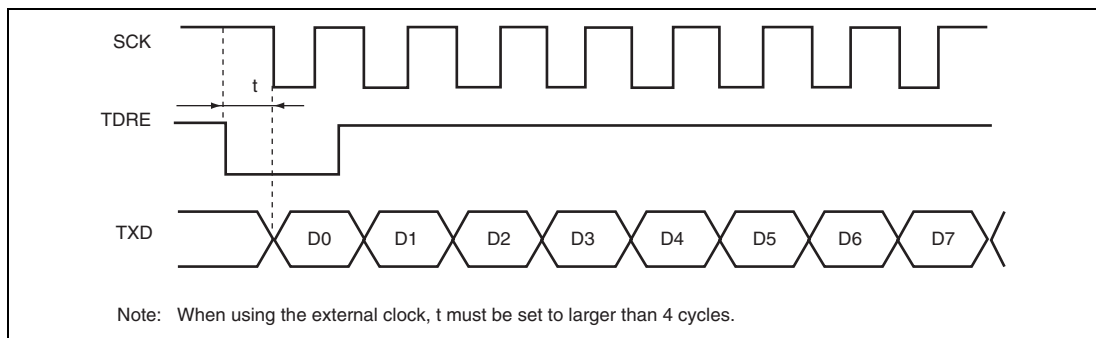 SCK
t
TDRE
TXD D0 D1 D2 D3 D4 D5 D6 D7
Note: When using the external clock, t must be set to larger than 4 cycles.